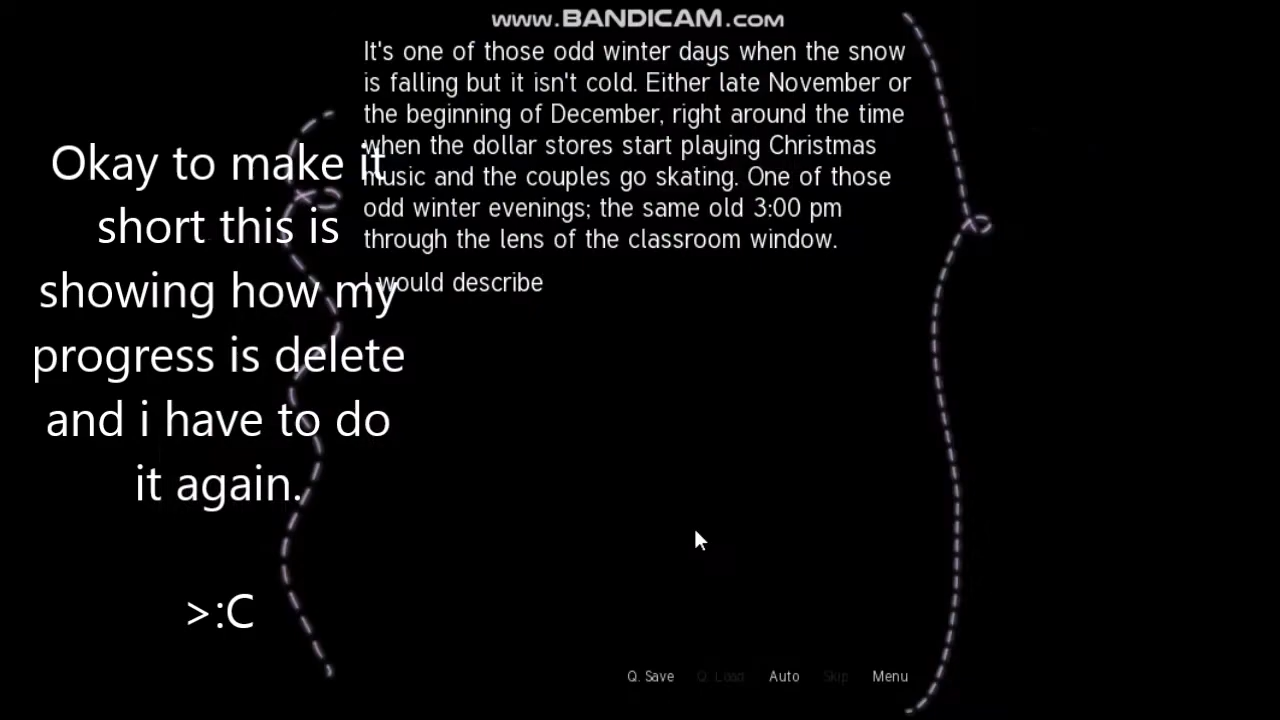 www.BANDICAM.com
It's one of those odd winter days when the snow
is falling but it isn't cold. Either late November or
the beginning of December, right around the time
when the dollar stores start playing Christmas
music and the couples go skating. One of those
odd winter evenings; the same old 3:00 pm
through the lens of the classroom window.
I would describe
Okay to make it
short this is
showing how my
progress is delete
and i have to do
it again.
>:C
Q. Save Q. Load Auto Skip Menu